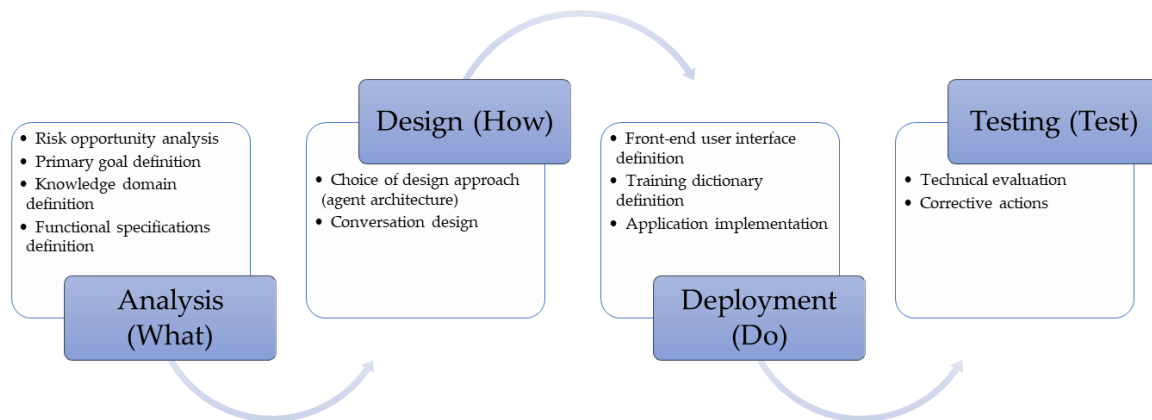 • Risk opportunity analysis
• Primary goal definition
• Knowledge domain
definition
• Functional specifications
definition
Analysis
(What)
Design (How)
• Choice of design approach
(agent architecture)
• Conversation design
• Front-end user interface
definition
• Training dictionary
definition
• Application implementation
Deployment
(Do)
Testing (Test)
• Technical evaluation
• Corrective actions